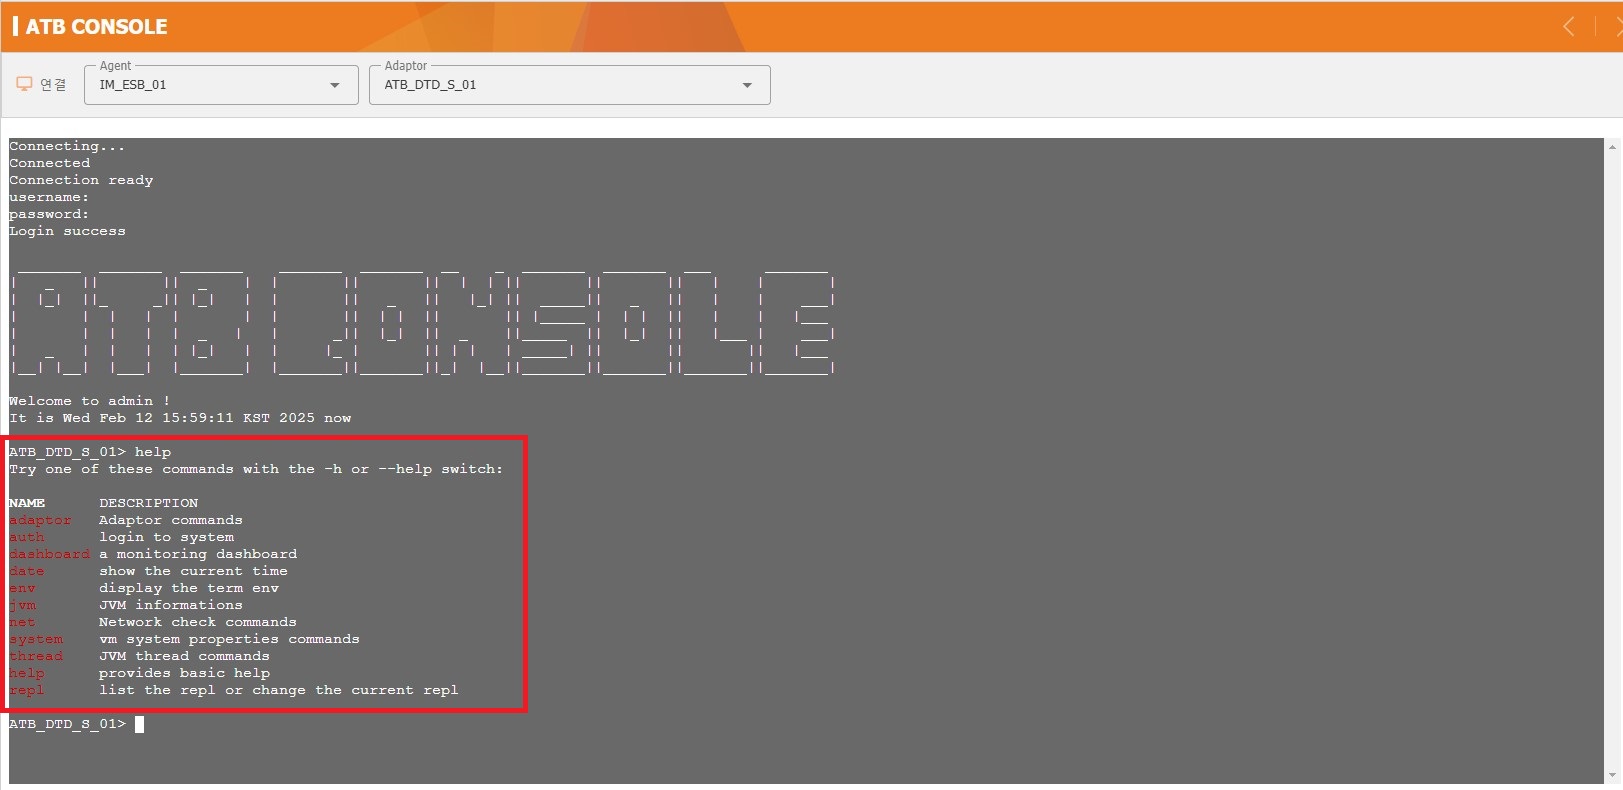 ATB CONSOLE
연결
Agent
IM_ESB_01
Adaptor
ATB_DTD_S_01
Connecting...
Connected
Connection ready
username:
password:
Login success
ATB CONSOLE
Welcome to admin !
It is Wed Feb 12 15:59:11 KST 2025 now
ATB_DTD_S_01> help
Try one of these commands with the -h or --help switch:
NAME DESCRIPTION
adaptor Adaptor commands
auth login to system
dashboard a monitoring dashboard
date show the current time
env display the term env
jvm JVM informations
net Network check commands
system vm system properties commands
thread JVM thread commands
help provides basic help
repl list the repl or change the current repl
ATB_DTD_S_01>